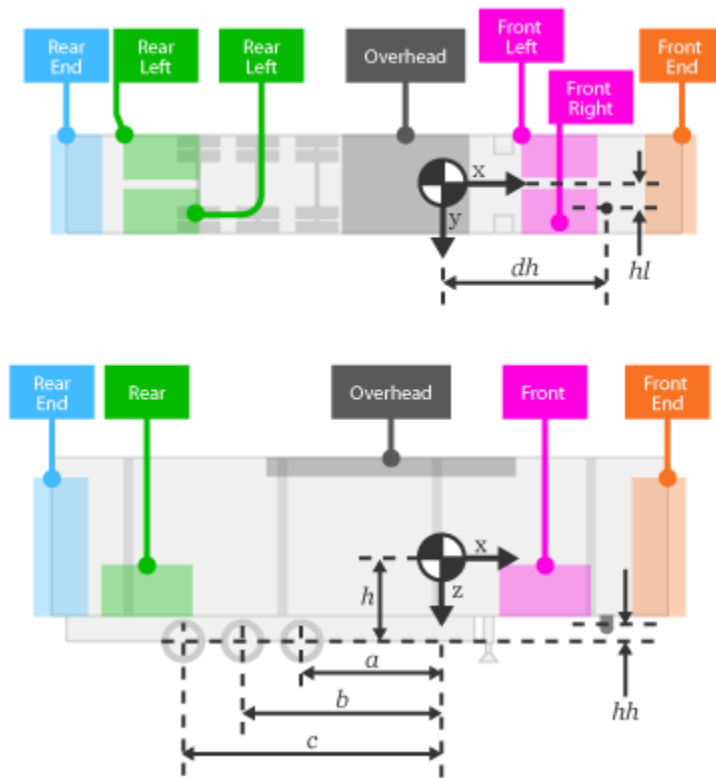 Rear
End
Rear
Left
Rear
Left
Overhead
Front
Left
Front
Right
Front
End
x
y
dh
hl
Rear
End
Rear
Overhead
Front
Front
End
x
z
h
a
b
c
hh